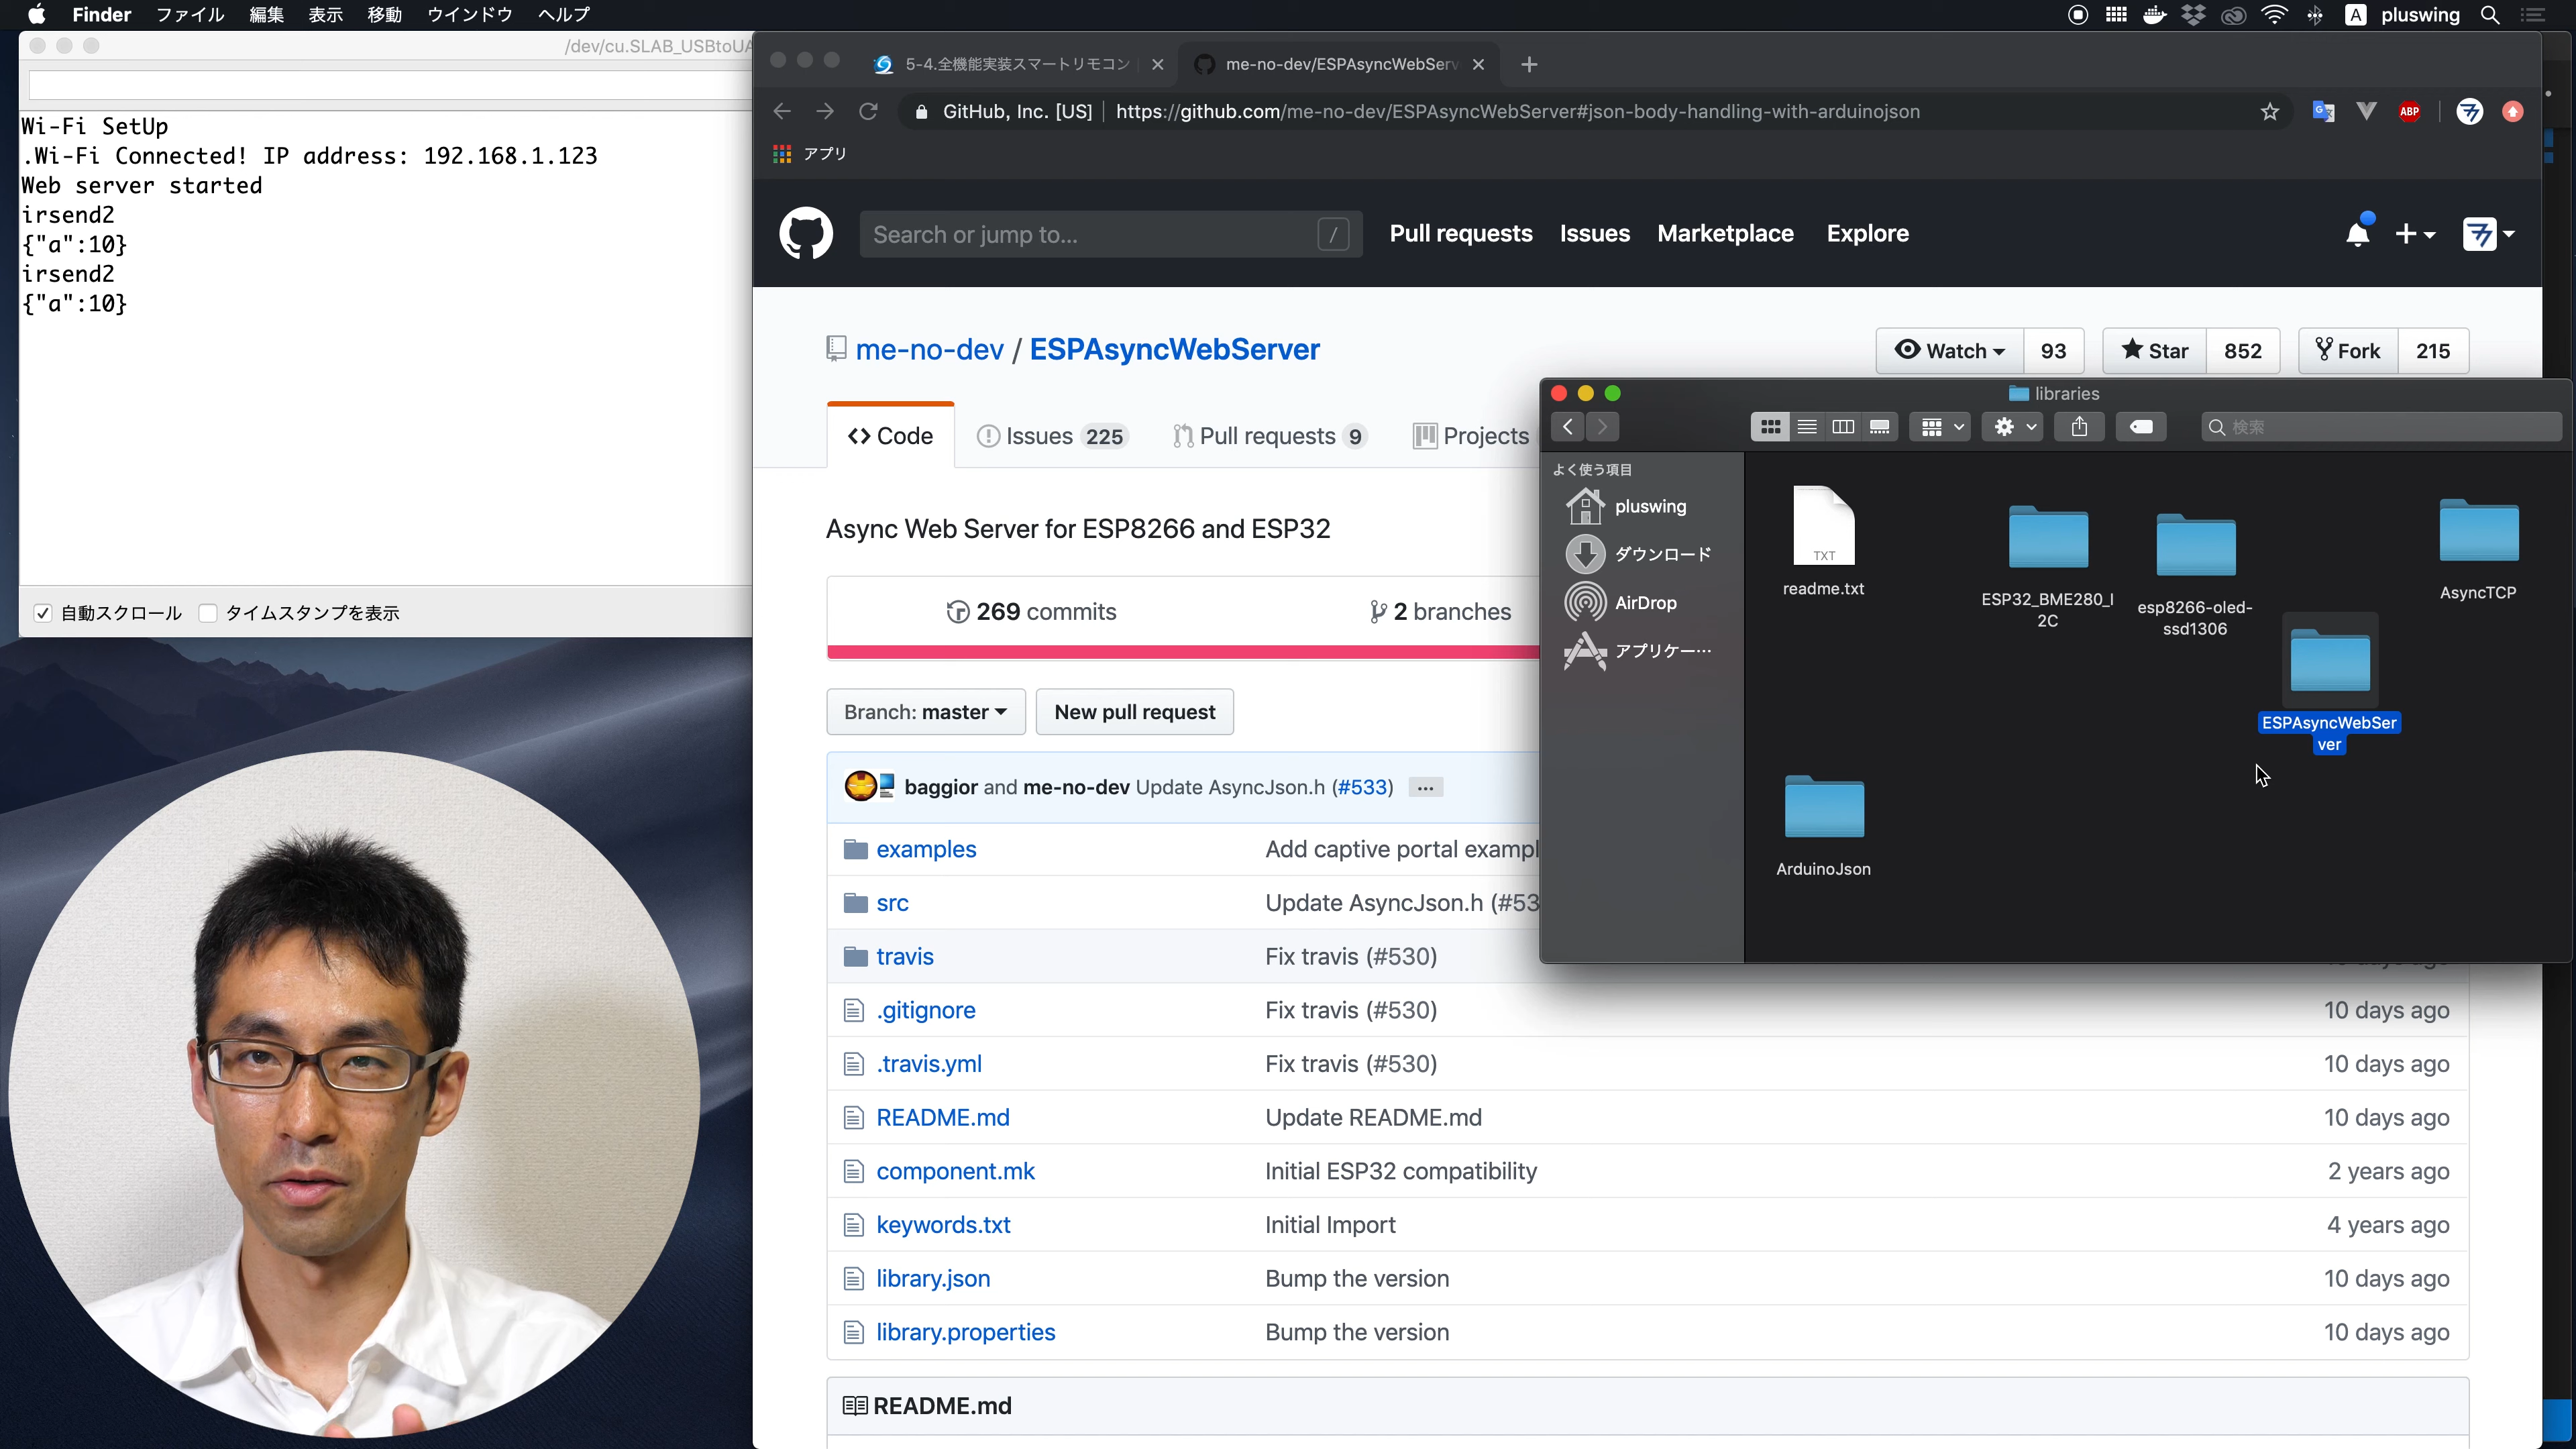 Finder ファイル 編集 表示 移動 ウインドウ ヘルプ
A pluswing
/dev/cu.SLAB_USBtoUA
Wi-Fi SetUp
.Wi-Fi Connected! IP address: 192.168.1.123
Web server started
irsend2
{"a":10}
irsend2
{"a":10}
自動スクロール タイムスタンプを表示
5-4.全機能実装スマートリモコン
me-no-dev/ESPAsyncWebServ
GitHub, Inc. [US] https://github.com/me-no-dev/ESPAsyncWebServer#json-body-handling-with-arduinojson
ABP
アプリ
Search or jump to... /
Pull requests Issues Marketplace Explore
me-no-dev / ESPAsyncWebServer
Watch 93 Star 852 Fork 215
Code Issues 225 Pull requests 9 Projects
Async Web Server for ESP8266 and ESP32
269 commits 2 branches
Branch: master New pull request
baggior and me-no-dev Update AsyncJson.h (#533) ...
examples Add captive portal exampl
src Update AsyncJson.h (#53
travis Fix travis (#530)
.gitignore Fix travis (#530) 10 days ago
.travis.yml Fix travis (#530) 10 days ago
README.md Update README.md 10 days ago
component.mk Initial ESP32 compatibility 2 years ago
keywords.txt Initial Import 4 years ago
library.json Bump the version 10 days ago
library.properties Bump the version 10 days ago
README.md
libraries
検索
よく使う項目
pluswing
ダウンロード
AirDrop
アプリケー…
TXT
readme.txt
ESP32_BME280_I
2C
esp8266-oled-
ssd1306
ESPAsyncWebSer
ver
AsyncTCP
ArduinoJson